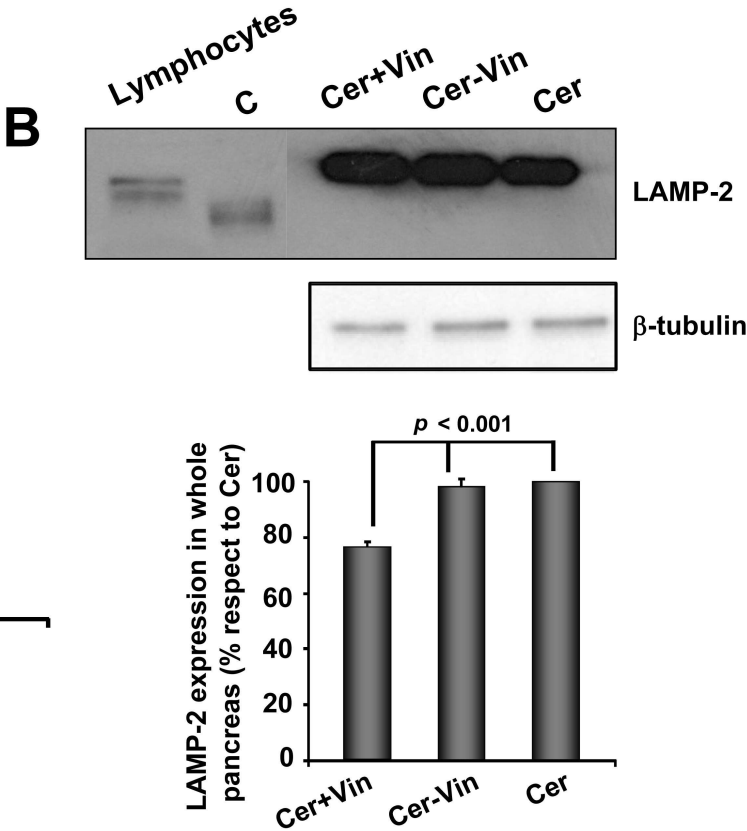 B
Lymphocytes C Cer+Vin Cer-Vin Cer
LAMP-2
β-tubulin
p < 0.001
LAMP-2 expression in whole
pancreas (% respect to Cer)
100
80
60
40
20
0
Cer+Vin Cer-Vin Cer